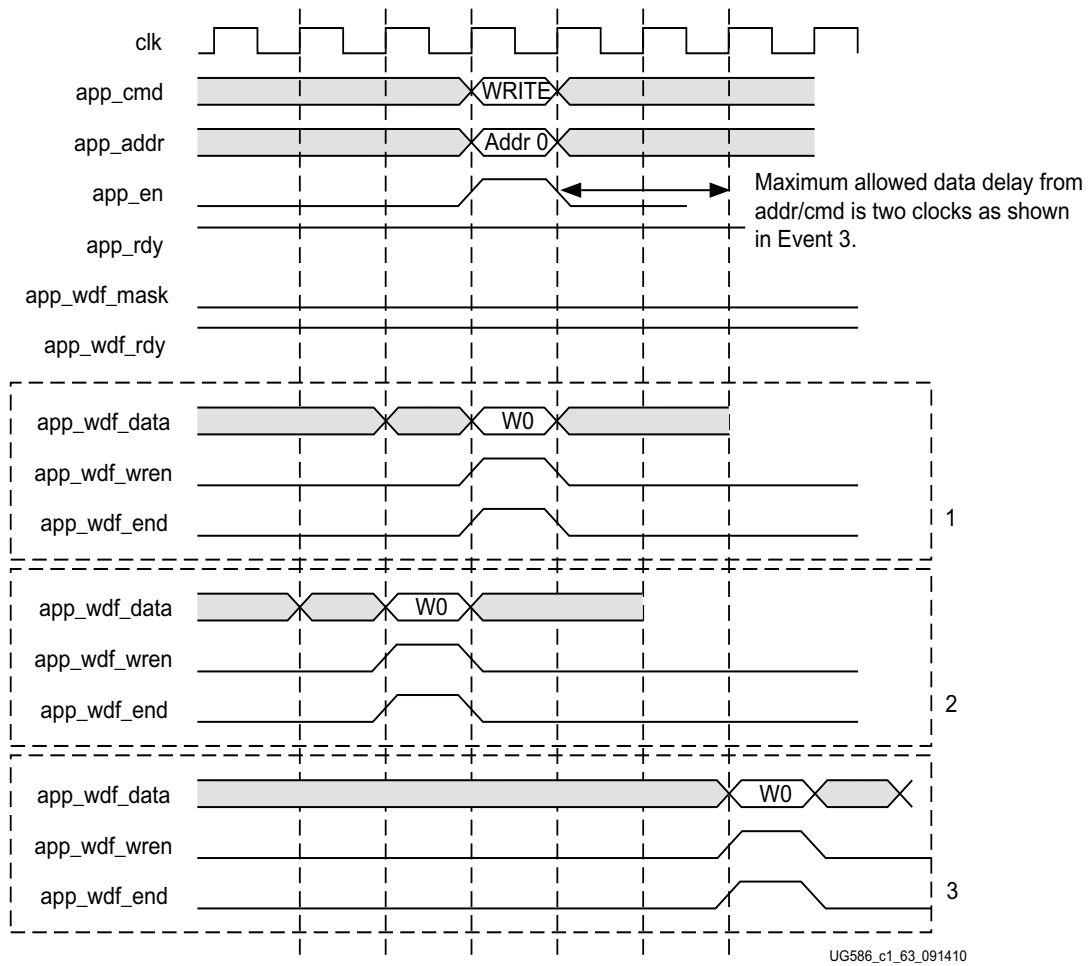 clk
app_cmd
WRITE
app_addr
Addr 0
app_en
Maximum allowed data delay from
addr/cmd is two clocks as shown
in Event 3.
app_rdy
app_wdf_mask
app_wdf_rdy
app_wdf_data
W0
app_wdf_wren
app_wdf_end
1
app_wdf_data
W0
app_wdf_wren
app_wdf_end
2
app_wdf_data
W0
app_wdf_wren
app_wdf_end
3
UG586_c1_63_091410